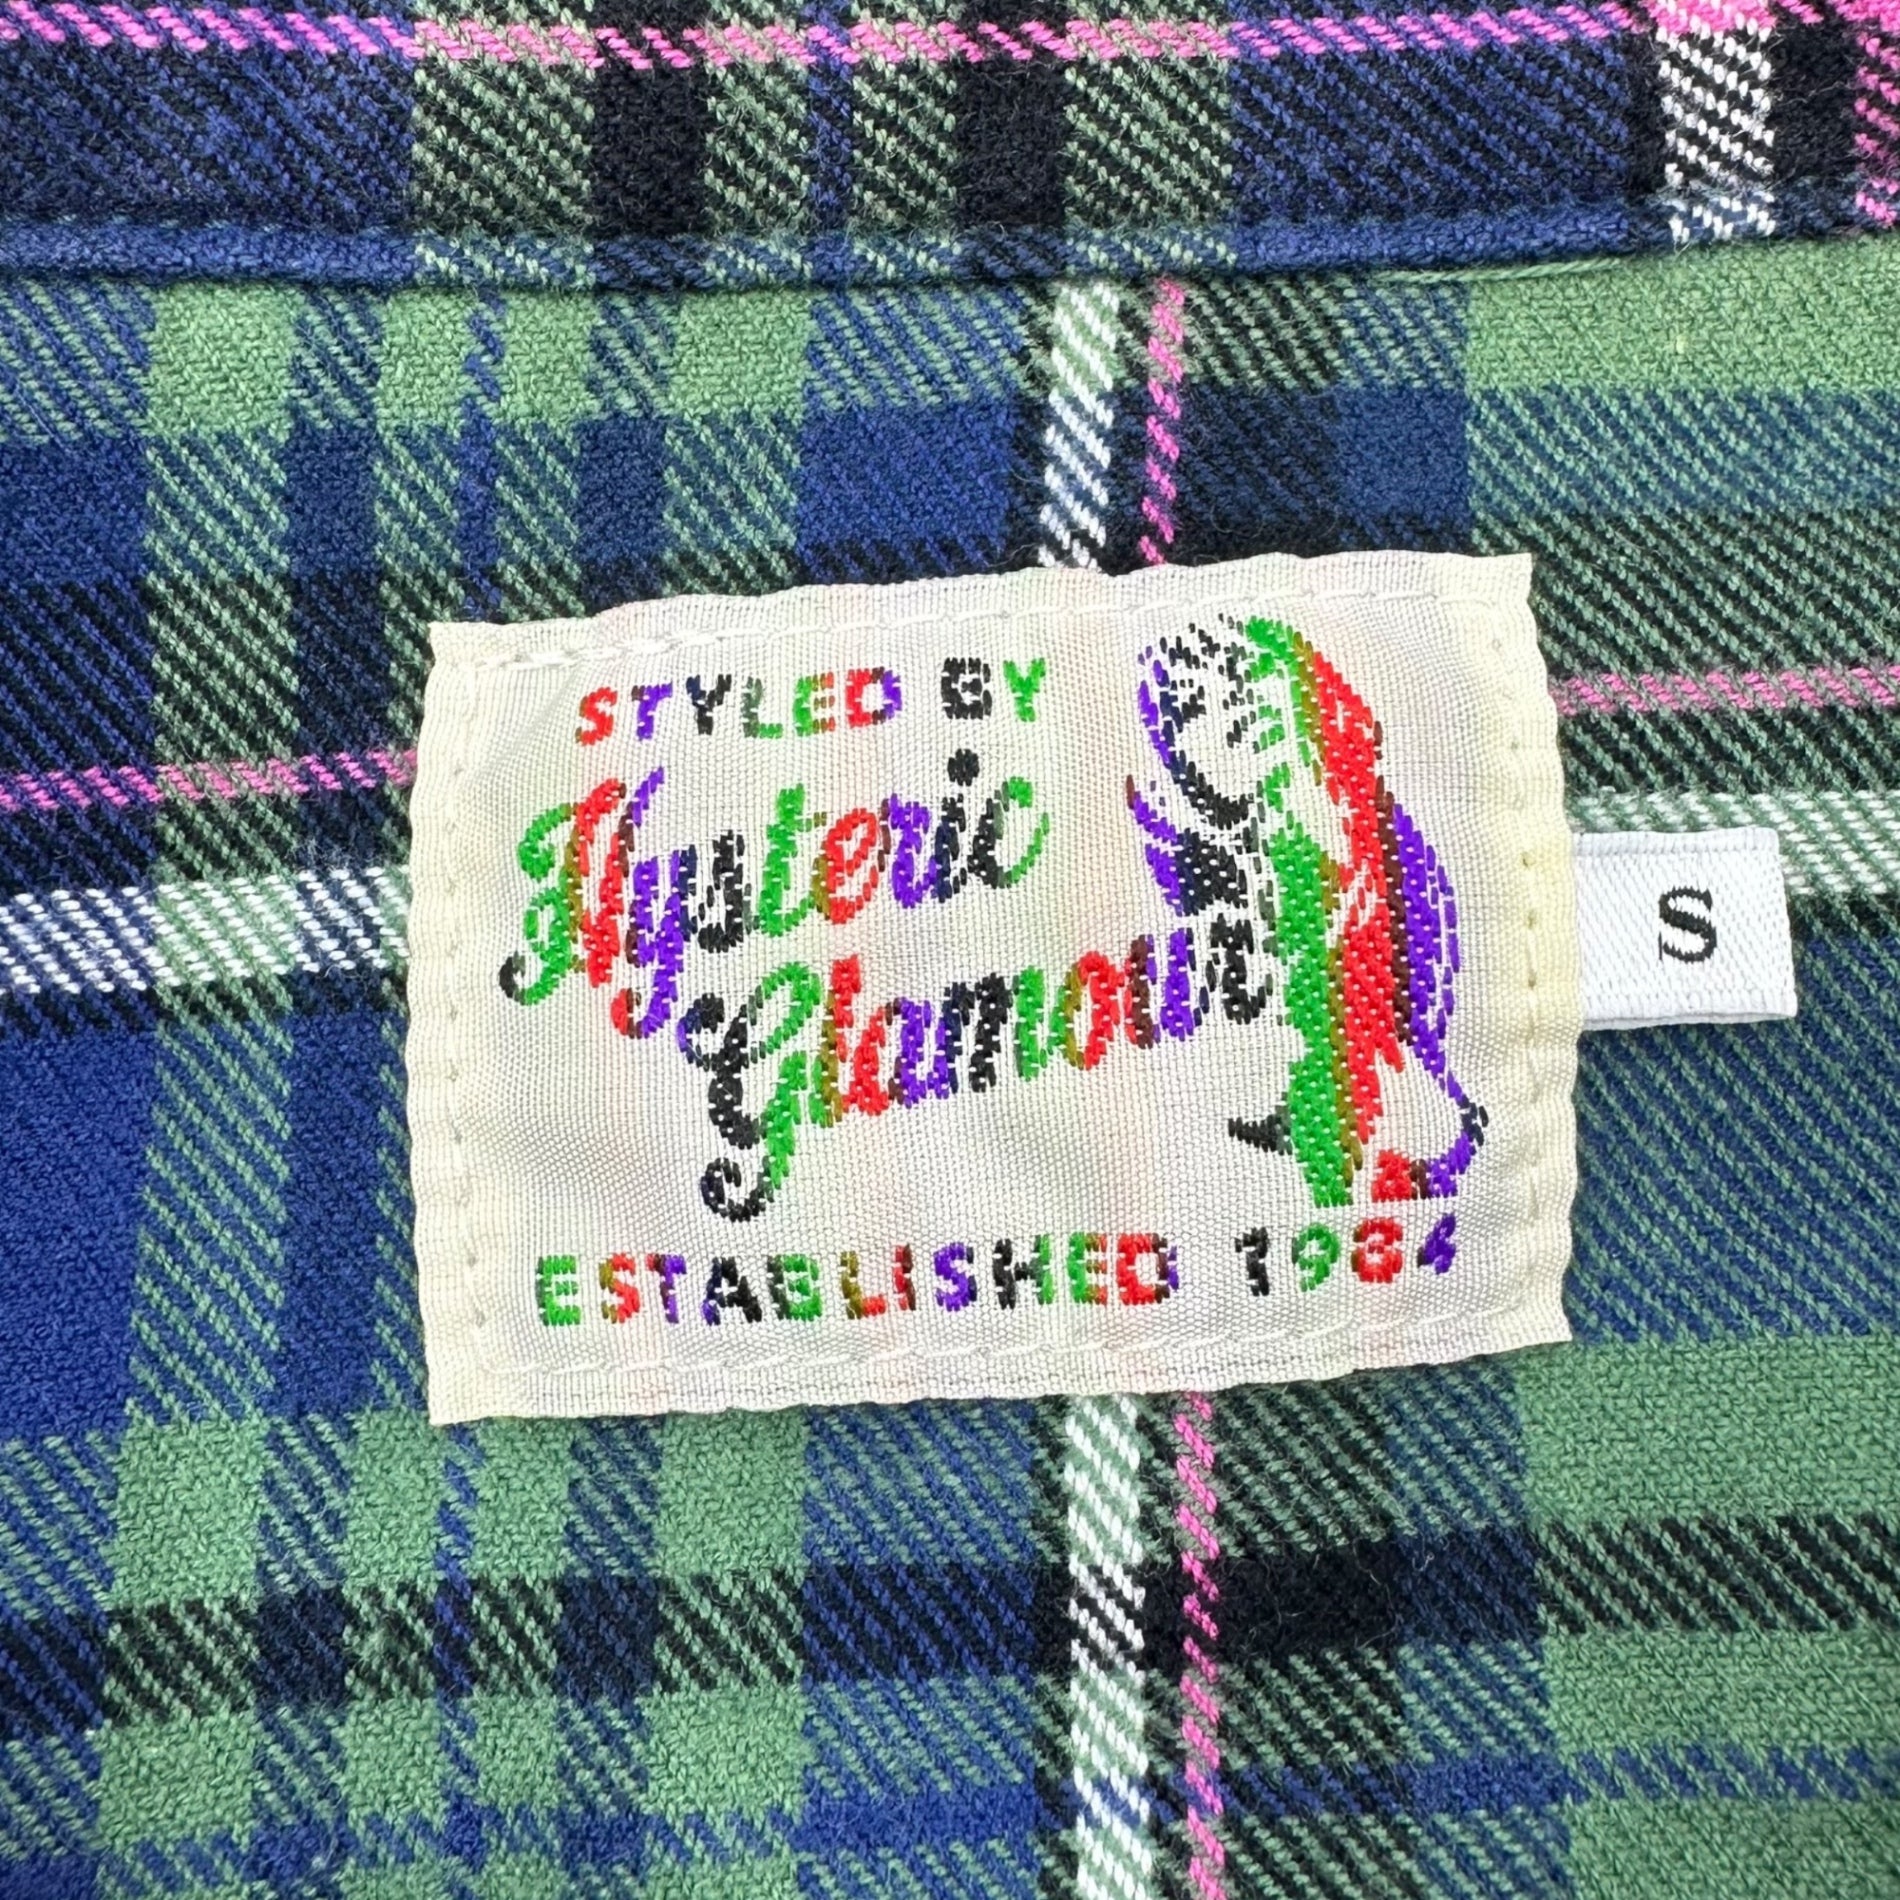 STYLED BY
Hysteric
Glamour
ESTABLISHED 1984
S